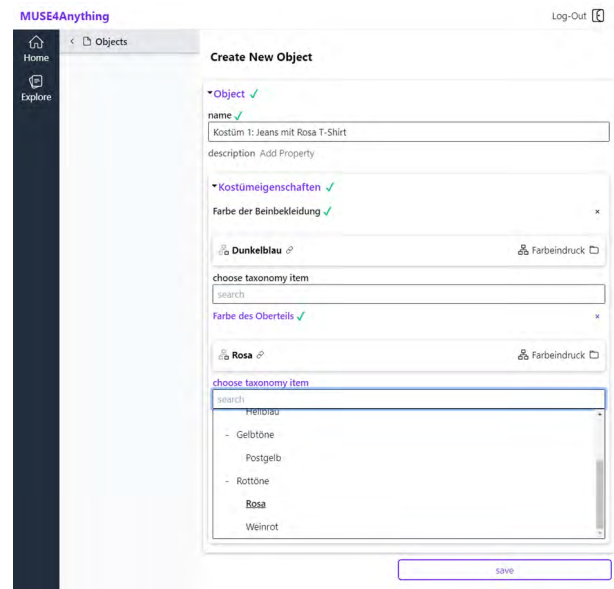 MUSE4Anything
Log-Out
Home
Explore
< Objects
Create New Object
Object ✓
name ✓
Kostüm 1: Jeans mit Rosa T-Shirt
description Add Property
Kostümeigenschaften ✓
Farbe der Beinbekleidung ✓ ×
Dunkelblau Farbeindruck
choose taxonomy item
search
Farbe des Oberteils ✓ ×
Rosa Farbeindruck
choose taxonomy item
search
Hellblau
- Gelbtöne
Postgelb
- Rottöne
Rosa
Weinrot
save